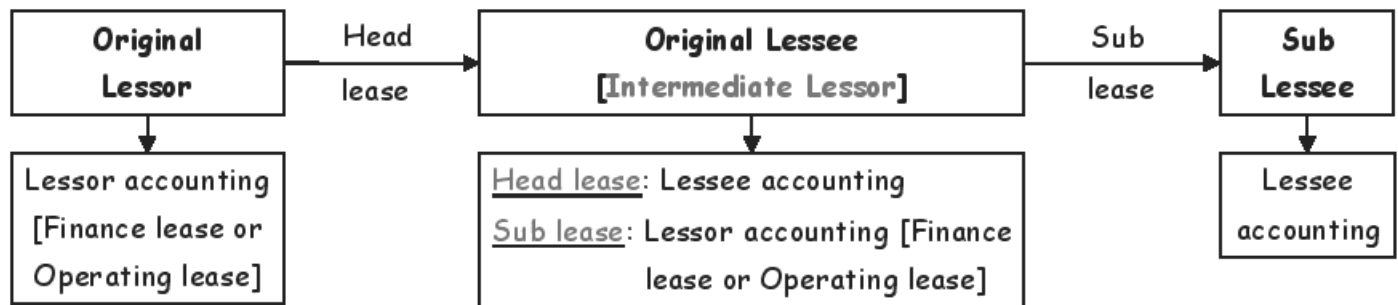 Original
Lessor
Head
lease
Original Lessee
[Intermediate Lessor]
Sub
lease
Sub
Lessee
Lessor accounting
[Finance lease or
Operating lease]
Head lease: Lessee accounting
Sub lease: Lessor accounting [Finance
lease or Operating lease]
Lessee
accounting